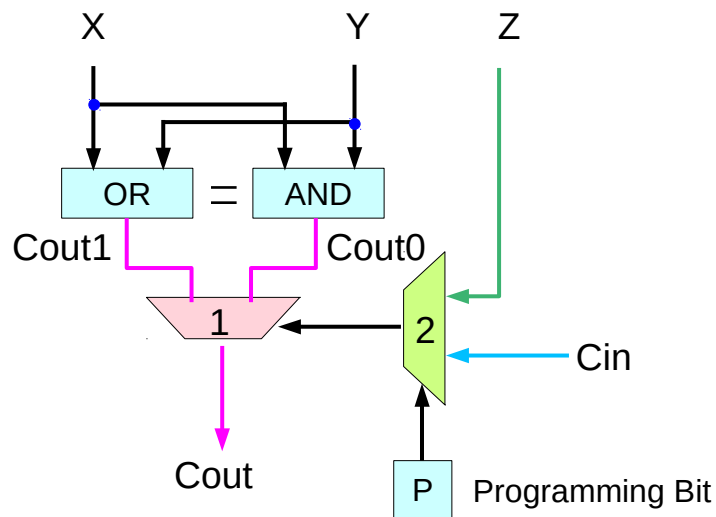 X Y Z
OR = AND
Cout1 Cout0
1 2
Cin
Cout
P Programming Bit